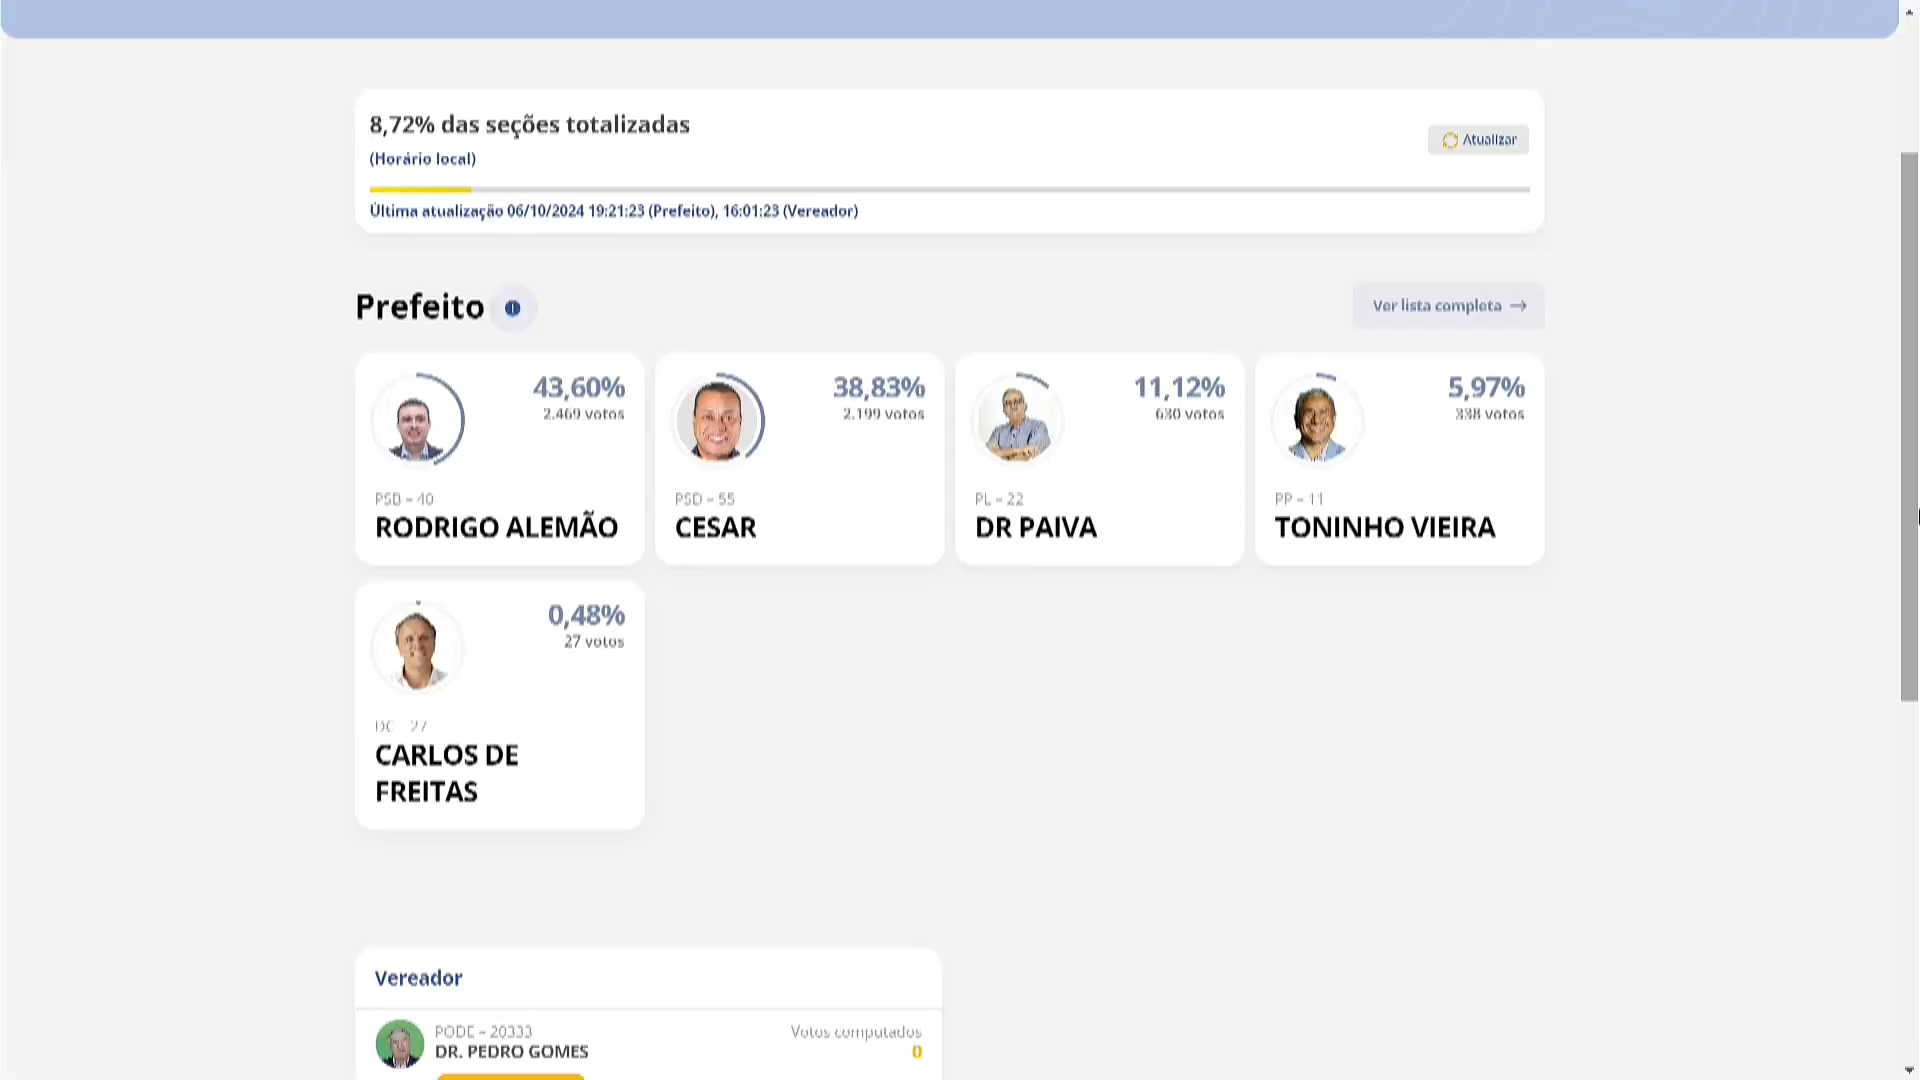 8,72% das seções totalizadas
Atualizar
(Horário local)
Última atualização 06/10/2024 19:21:23 (Prefeito), 16:01:23 (Vereador)
Prefeito
Ver lista completa →
43,60%
2.469 votos
PSB – 40
RODRIGO ALEMÃO
38,83%
2.199 votos
PSD – 55
CESAR
11,12%
630 votos
PL – 22
DR PAIVA
5,97%
338 votos
PP – 11
TONINHO VIEIRA
0,48%
27 votos
DC – 27
CARLOS DE
FREITAS
Vereador
PODE – 20333
Votos computados
DR. PEDRO GOMES
0